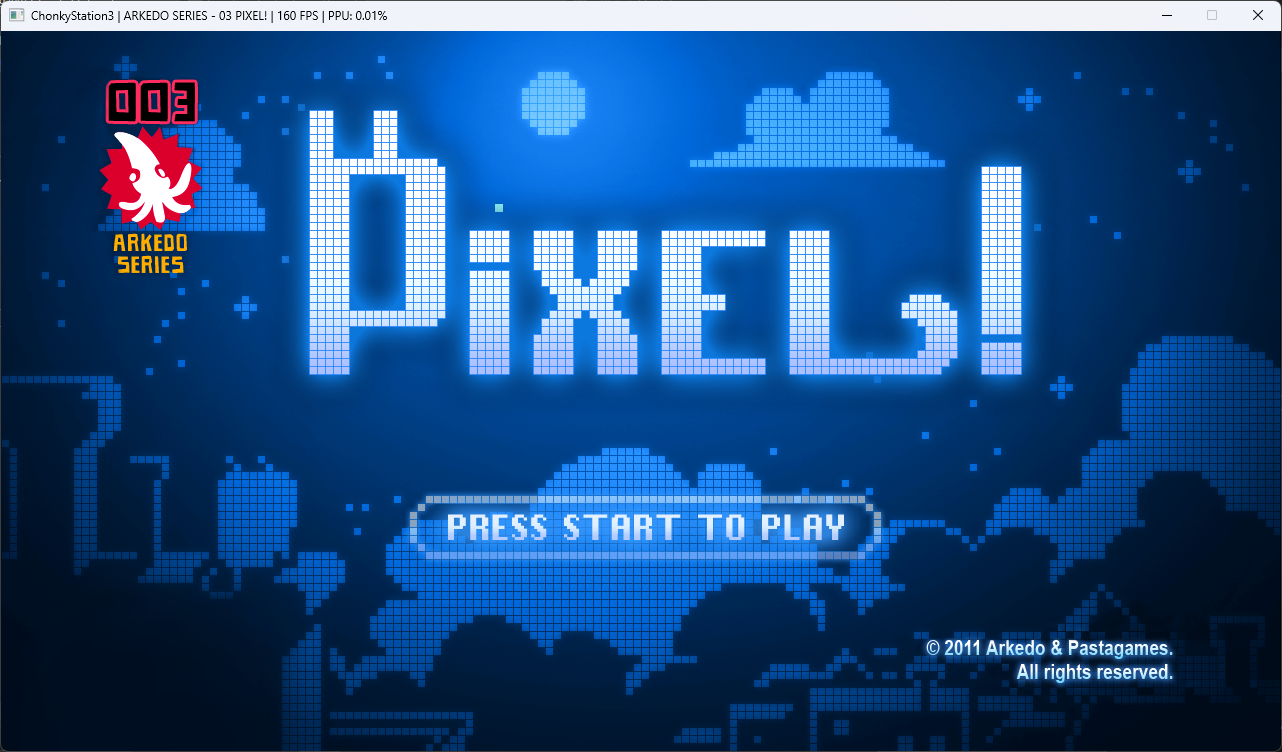 ChonkyStation3 | ARKEDO SERIES - 03 PIXEL! | 160 FPS | PPU: 0.01%
003
ARKEDO
SERIES
PiXEL!
PRESS START TO PLAY
© 2011 Arkedo & Pastagames.
All rights reserved.